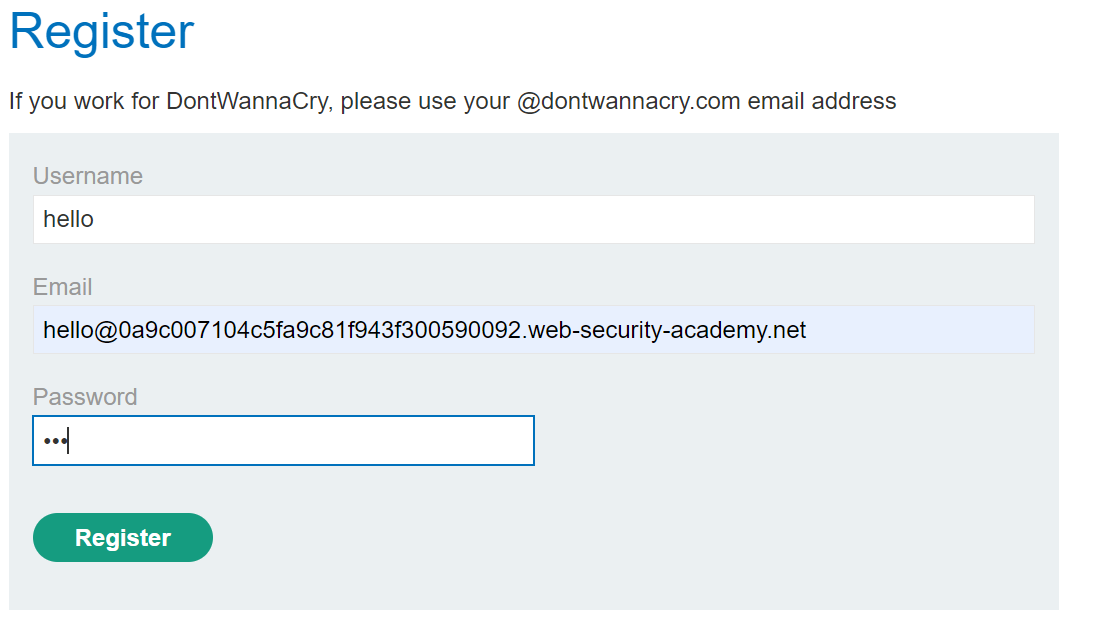 Register
If you work for DontWannaCry, please use your @dontwannacry.com email address
Username
hello
Email
hello@0a9c007104c5fa9c81f943f300590092.web-security-academy.net
Password
•••
Register